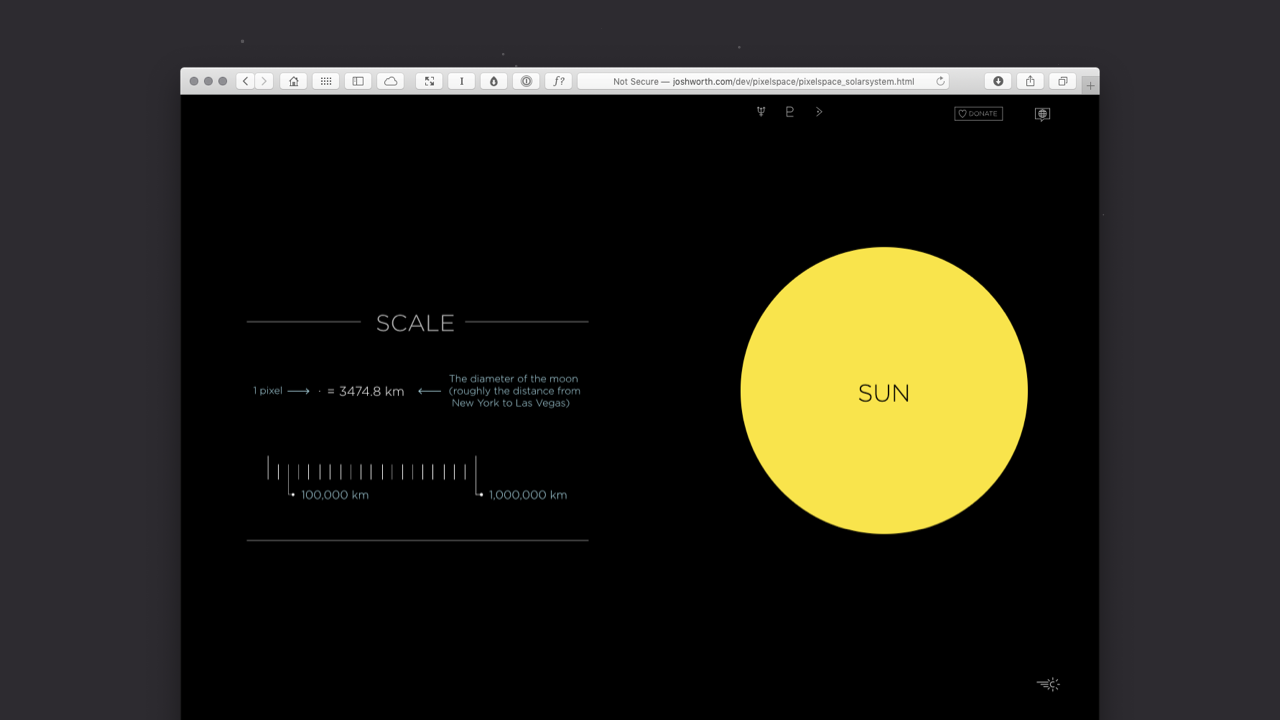 Not Secure — joshworth.com/dev/pixelspace/pixelspace_solarsystem.html
I
ƒ?
+
DONATE
SCALE
1 pixel
= 3474.8 km
The diameter of the moon
(roughly the distance from
New York to Las Vegas)
100,000 km
1,000,000 km
SUN